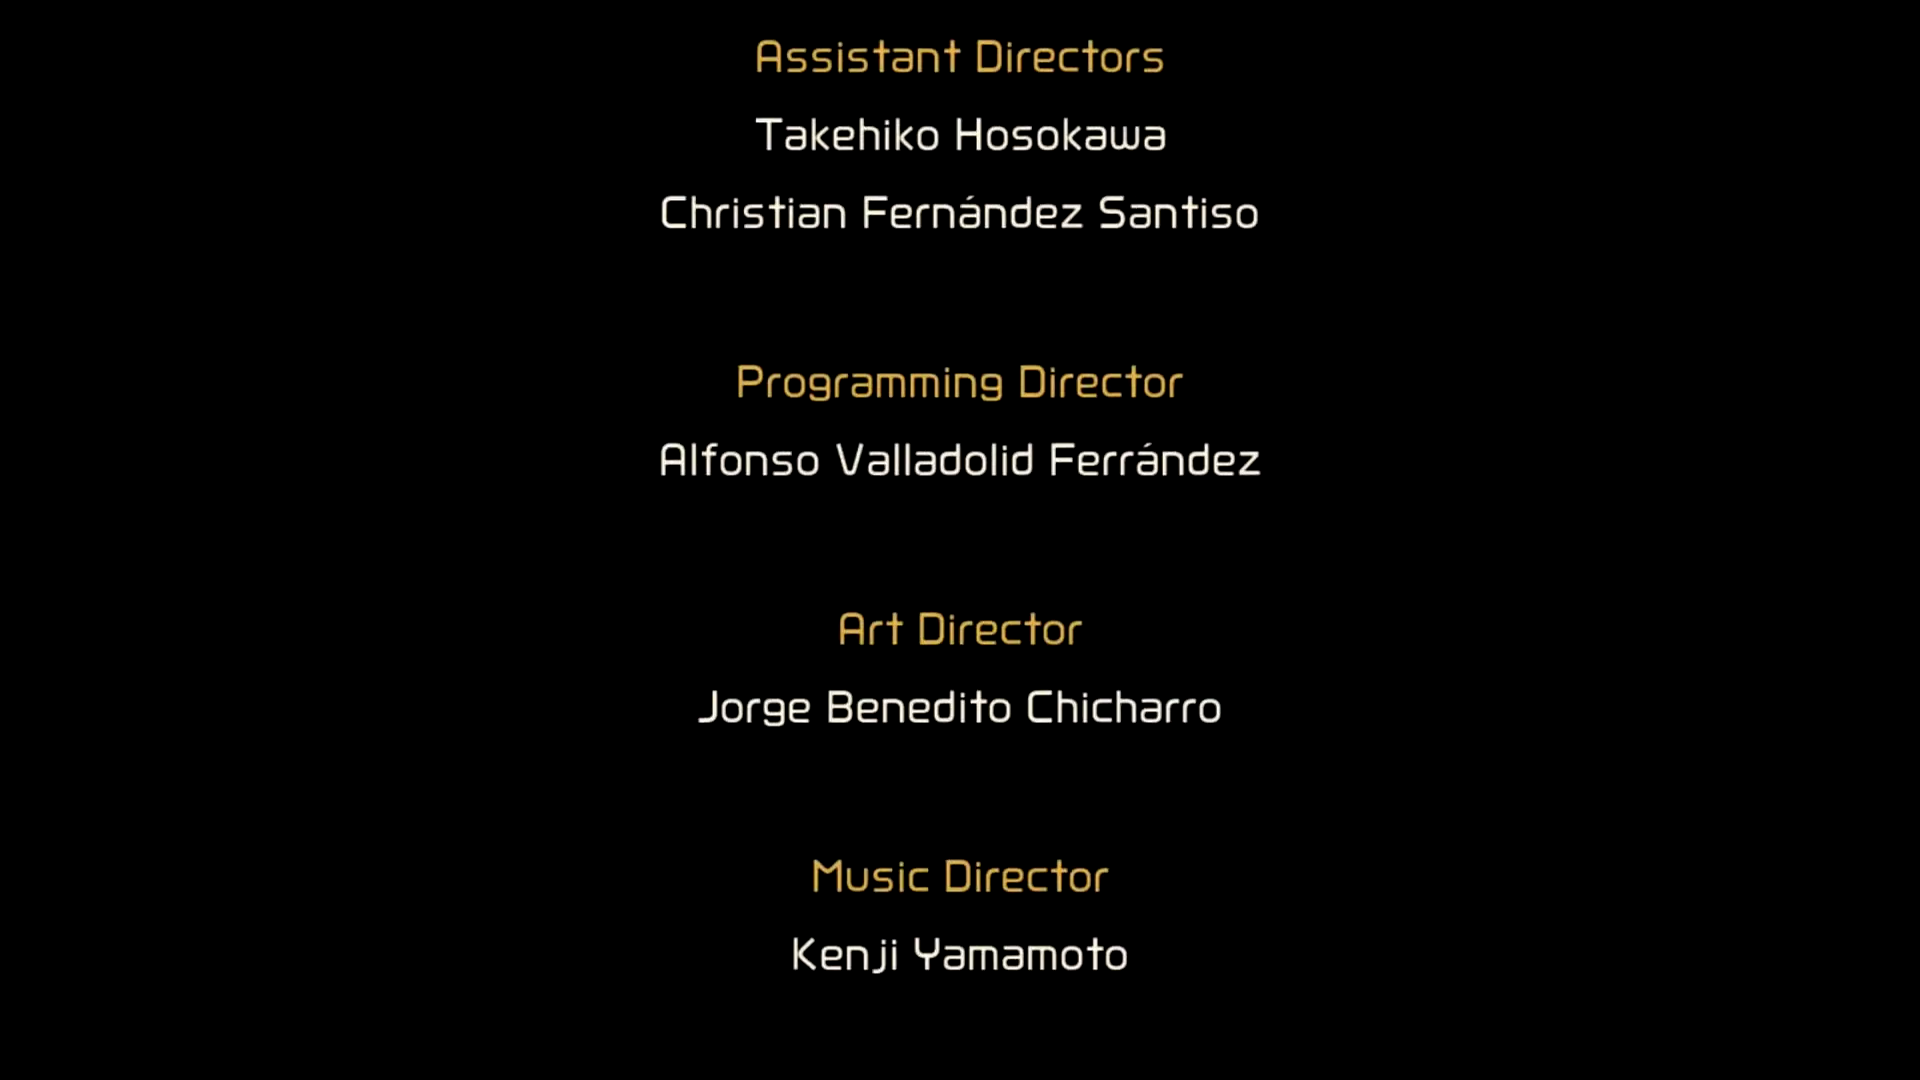 Assistant Directors
Takehiko Hosokawa
Christian Fernández Santiso
Programming Director
Alfonso Valladolid Ferrández
Art Director
Jorge Benedito Chicharro
Music Director
Kenji Yamamoto